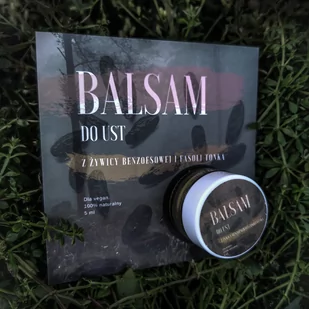 BALSAM
DO UST
Z ŻYWICY BENZOESOWEJ I FASOLI TONKA
Dla vegan
100% naturalny
5 ml
BALSAM
DO UST